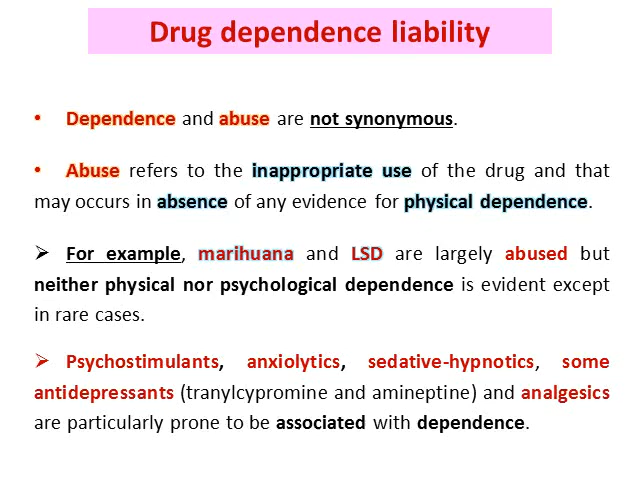 Drug dependence liability
• Dependence and abuse are not synonymous.
• Abuse refers to the inappropriate use of the drug and that
may occurs in absence of any evidence for physical dependence.
➢ For example, marihuana and LSD are largely abused but
neither physical nor psychological dependence is evident except
in rare cases.
➢ Psychostimulants, anxiolytics, sedative-hypnotics, some
antidepressants (tranylcypromine and amineptine) and analgesics
are particularly prone to be associated with dependence.